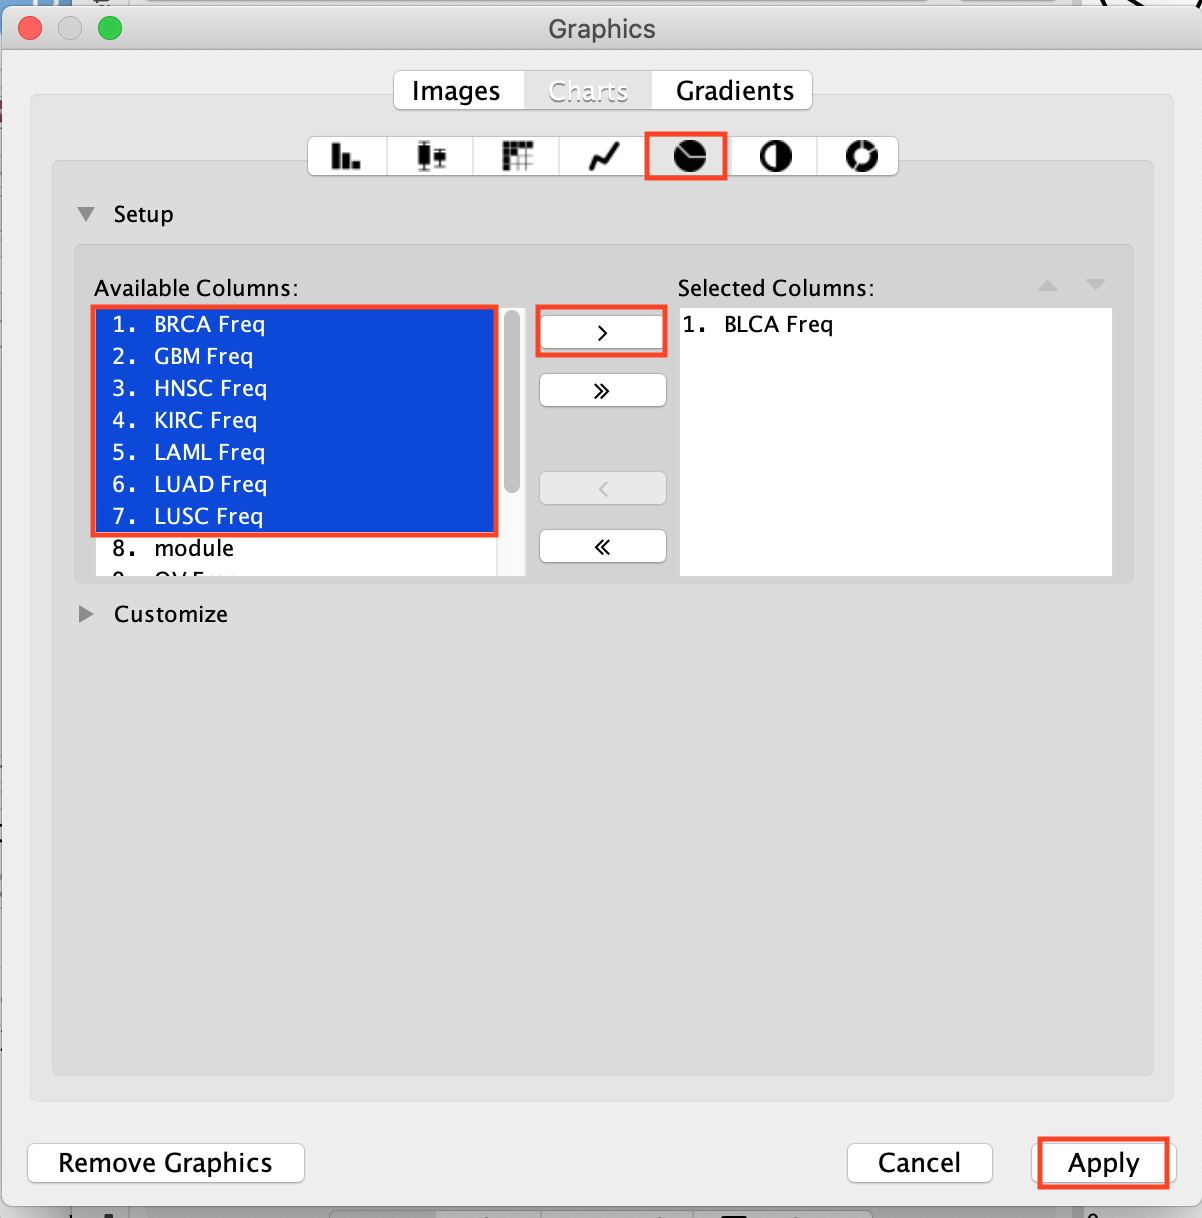 Graphics
Images Charts Gradients
Setup
Available Columns: Selected Columns:
1. BRCA Freq
2. GBM Freq
3. HNSC Freq
4. KIRC Freq
5. LAML Freq
6. LUAD Freq
7. LUSC Freq
8. module
>
»
<
«
1. BLCA Freq
Customize
Remove Graphics Cancel Apply